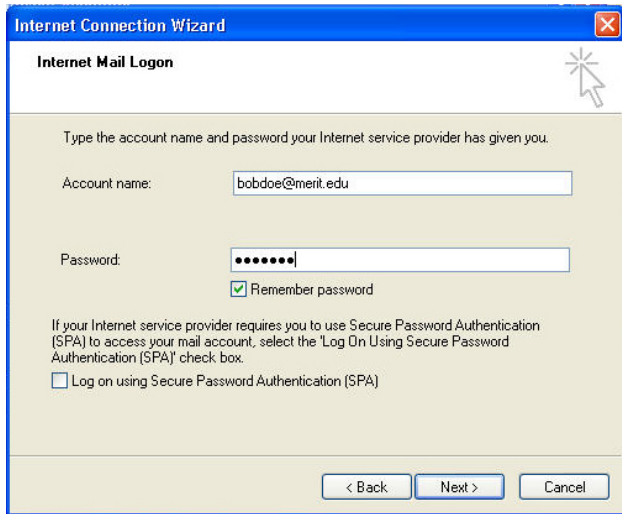 Internet Connection Wizard
Internet Mail Logon
Type the account name and password your Internet service provider has given you.
Account name: bobdoe@merit.edu
Password: •••••••
Remember password
If your Internet service provider requires you to use Secure Password Authentication
(SPA) to access your mail account, select the 'Log On Using Secure Password
Authentication (SPA)' check box.
Log on using Secure Password Authentication (SPA)
< Back Next > Cancel